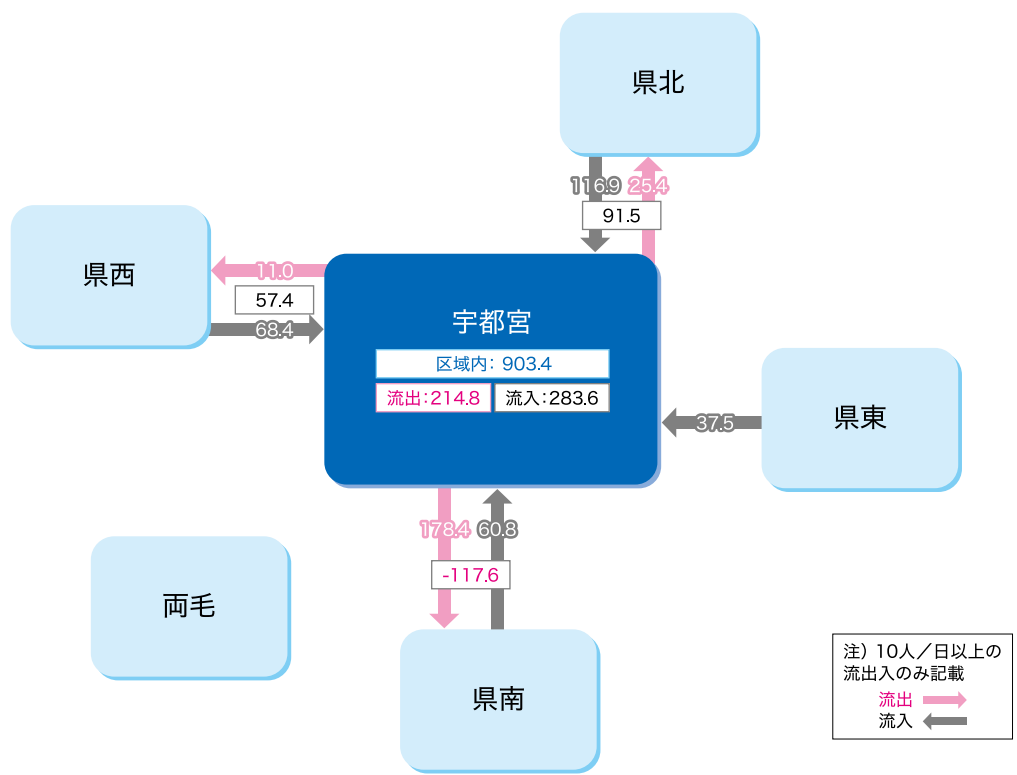 県北
116.9 25.4
91.5
県西
11.0
57.4
68.4
宇都宮
区域内：903.4
流出：214.8
流入：283.6
県東
37.5
178.4 60.8
-117.6
両毛
県南
注）10人／日以上の
流出入のみ記載
流出
流入